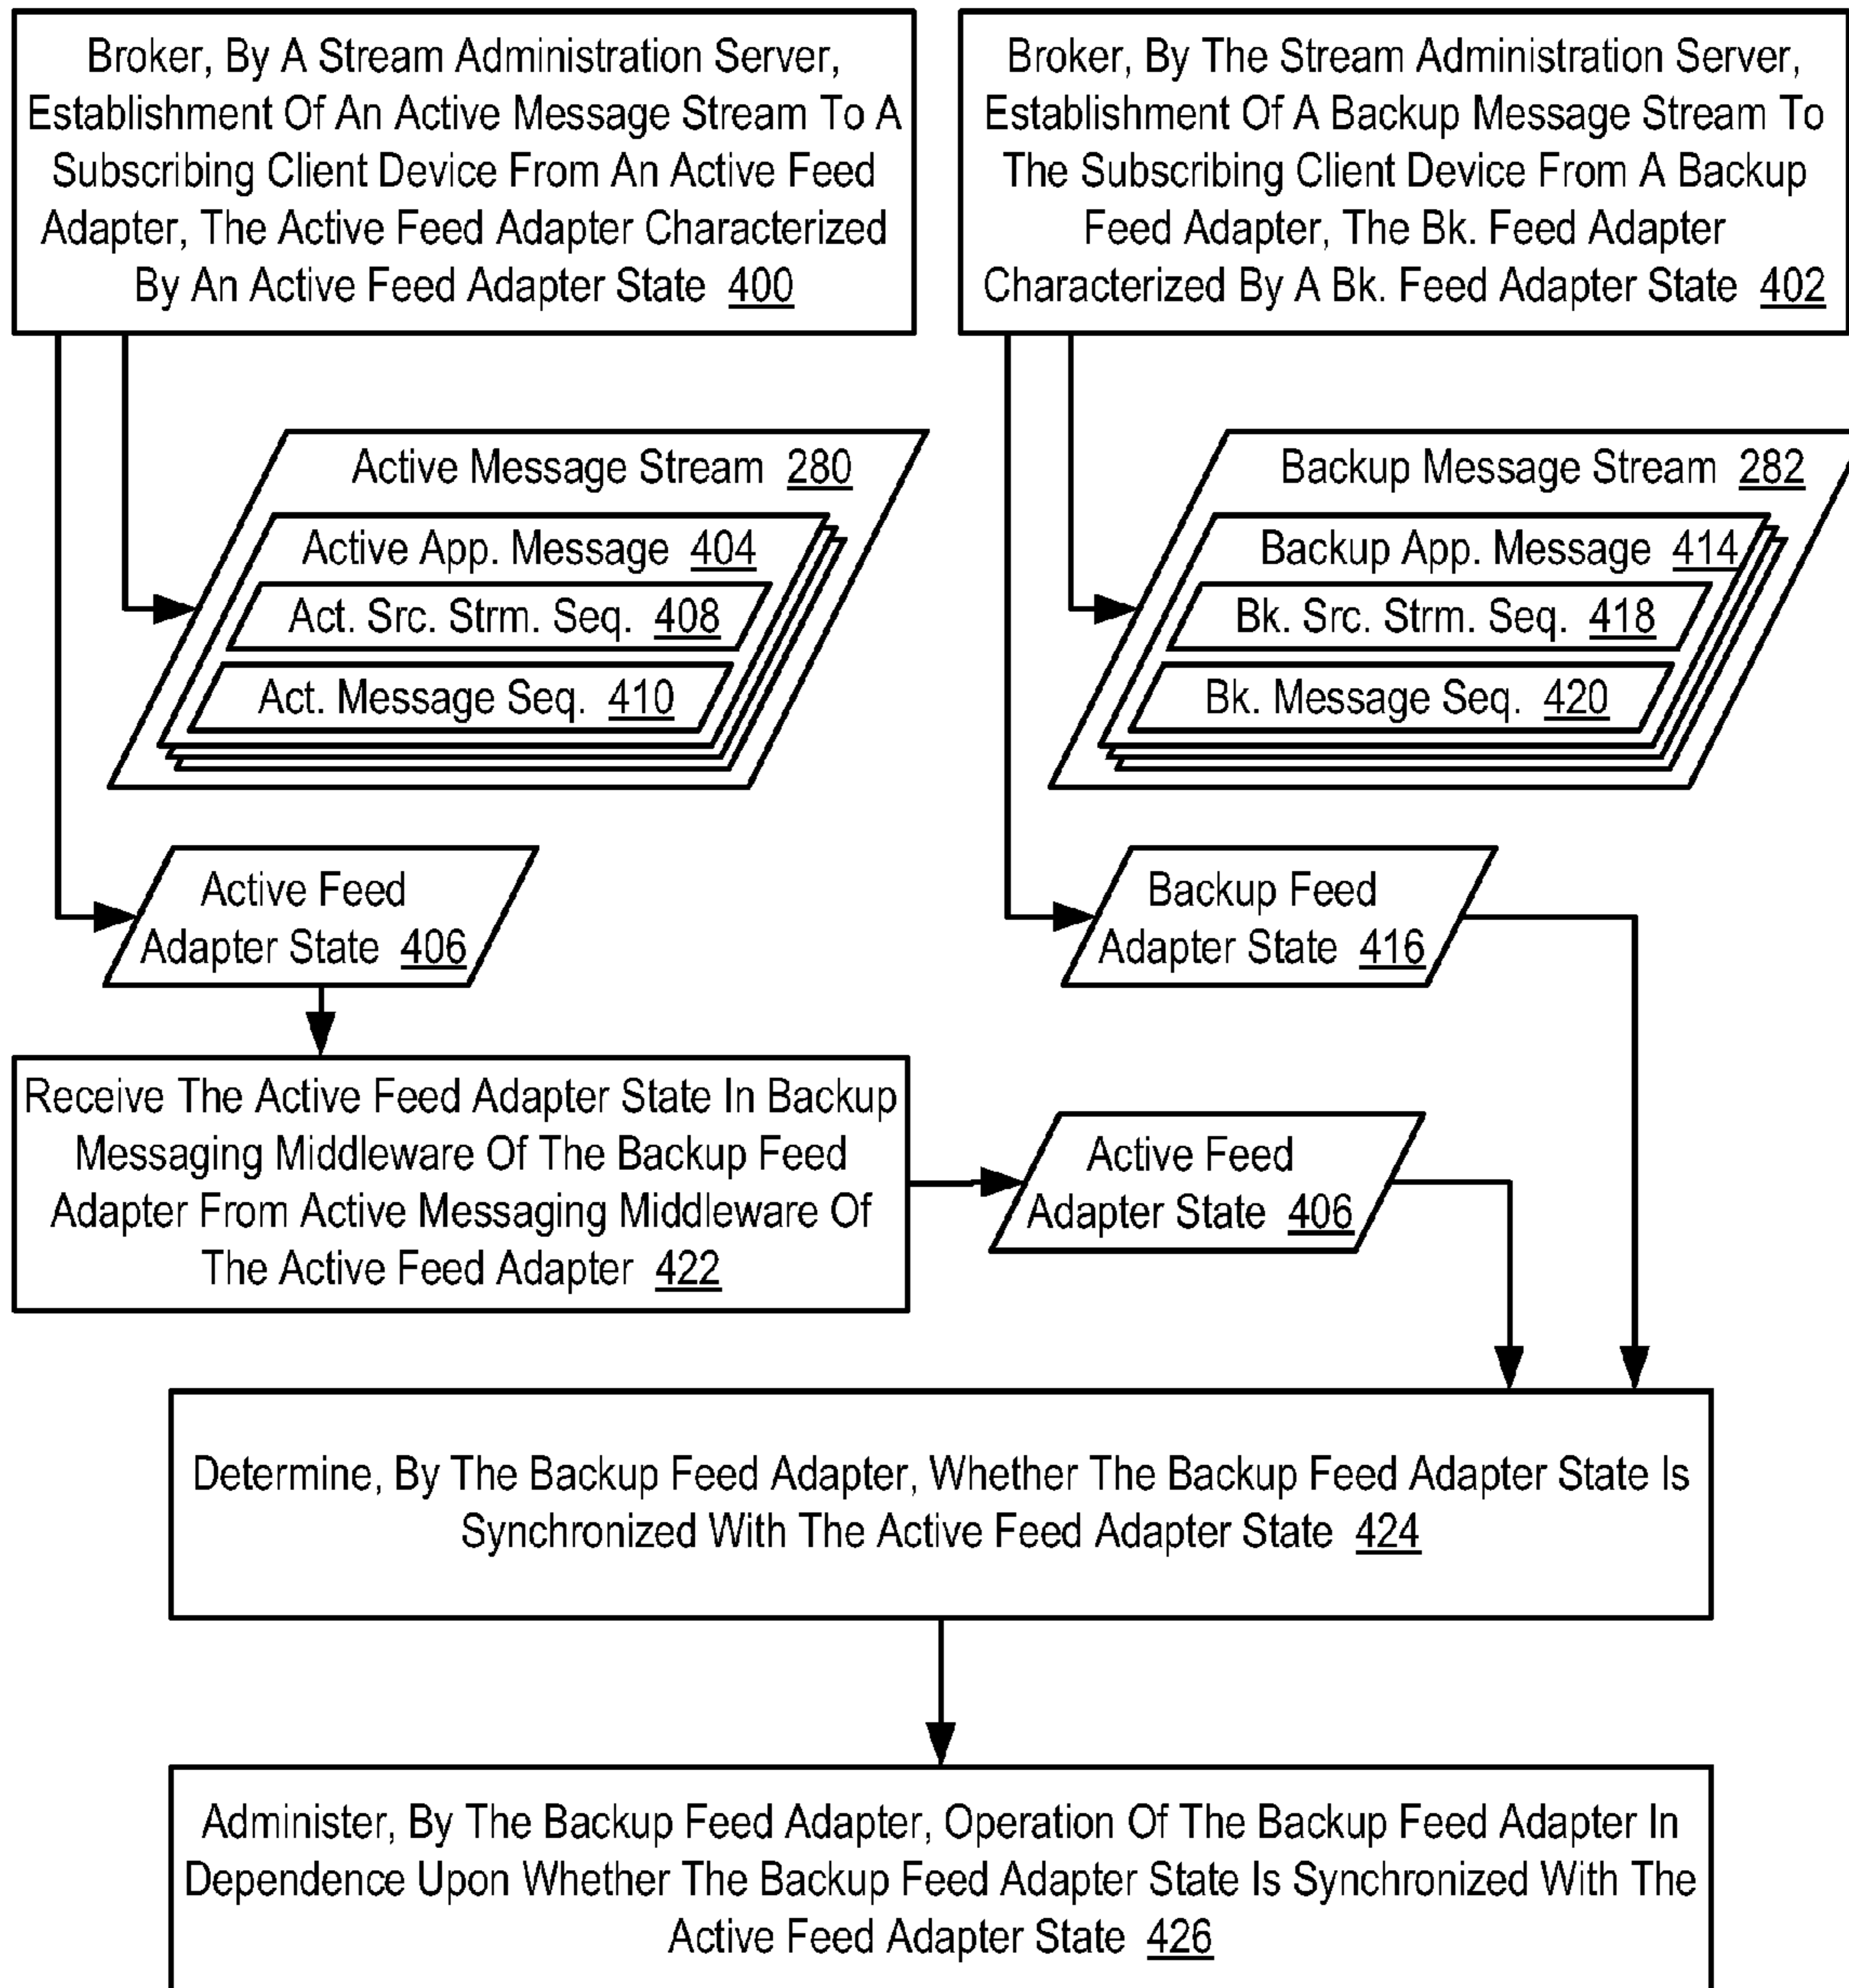 Broker, By A Stream Administration Server,
Establishment Of An Active Message Stream To A
Subscribing Client Device From An Active Feed
Adapter, The Active Feed Adapter Characterized
By An Active Feed Adapter State 400
Broker, By The Stream Administration Server,
Establishment Of A Backup Message Stream To
The Subscribing Client Device From A Backup
Feed Adapter, The Bk. Feed Adapter
Characterized By A Bk. Feed Adapter State 402
Active Message Stream 280
Active App. Message 404
Act. Src. Strm. Seq. 408
Act. Message Seq. 410
Backup Message Stream 282
Backup App. Message 414
Bk. Src. Strm. Seq. 418
Bk. Message Seq. 420
Active Feed
Adapter State 406
Backup Feed
Adapter State 416
Receive The Active Feed Adapter State In Backup
Messaging Middleware Of The Backup Feed
Adapter From Active Messaging Middleware Of
The Active Feed Adapter 422
Active Feed
Adapter State 406
Determine, By The Backup Feed Adapter, Whether The Backup Feed Adapter State Is
Synchronized With The Active Feed Adapter State 424
Administer, By The Backup Feed Adapter, Operation Of The Backup Feed Adapter In
Dependence Upon Whether The Backup Feed Adapter State Is Synchronized With The
Active Feed Adapter State 426